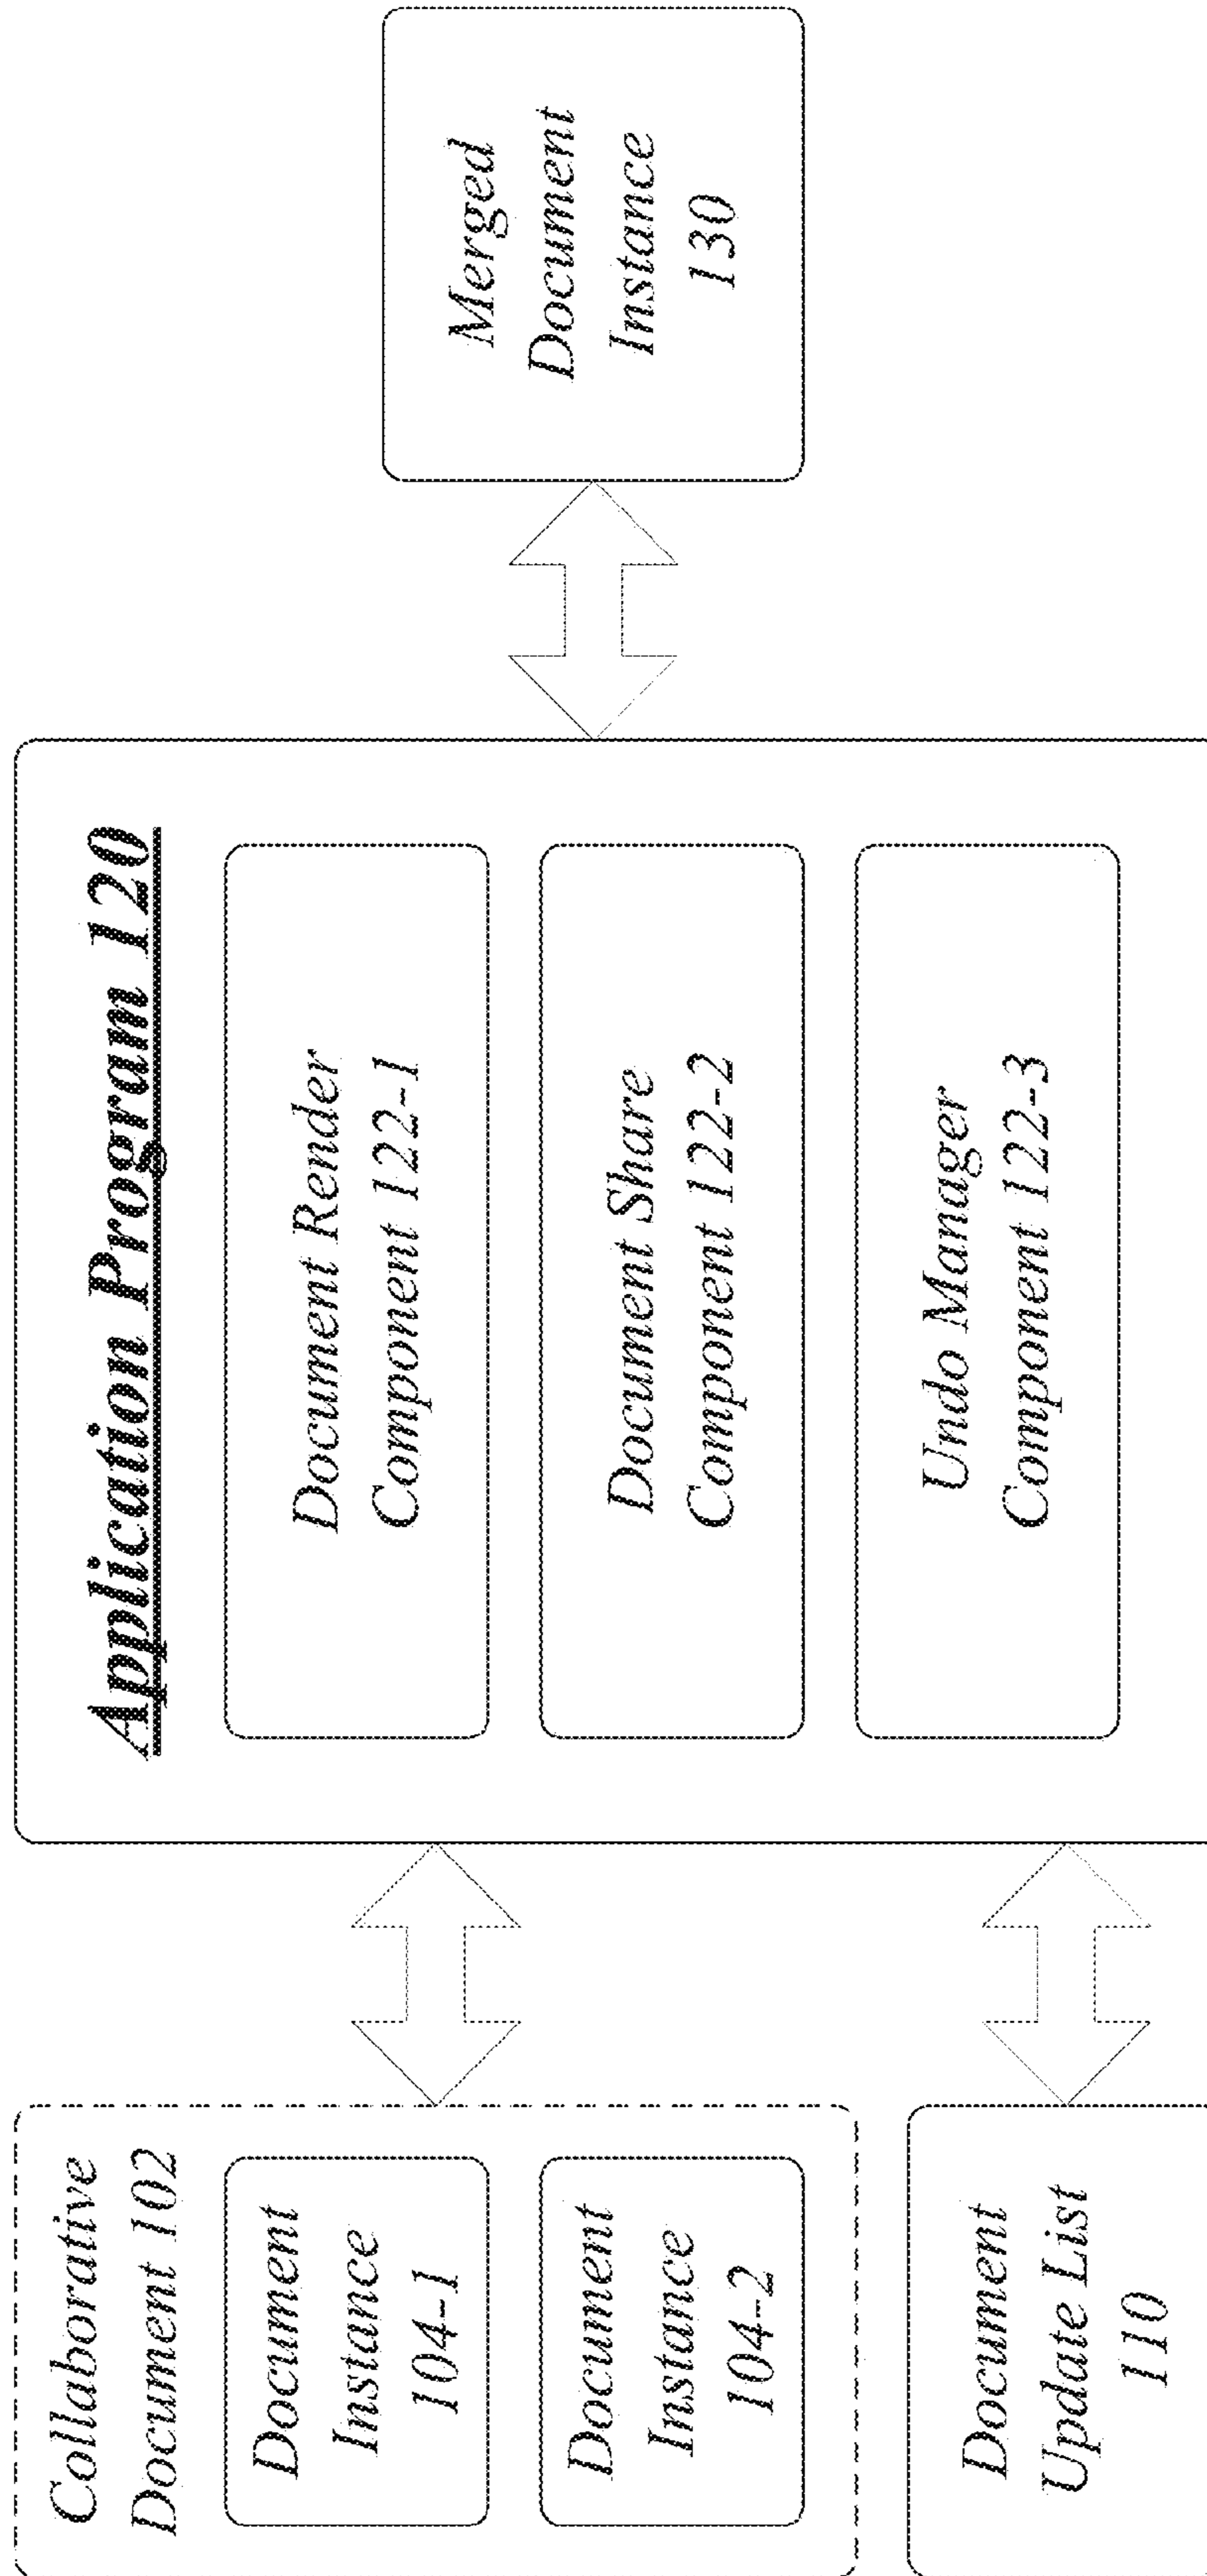 Collaborative
Document 102
Document
Instance
104-1
Document
Instance
104-2
Document
Update List
110
Application Program 120
Document Render
Component 122-1
Document Share
Component 122-2
Undo Manager
Component 122-3
Merged
Document
Instance
130